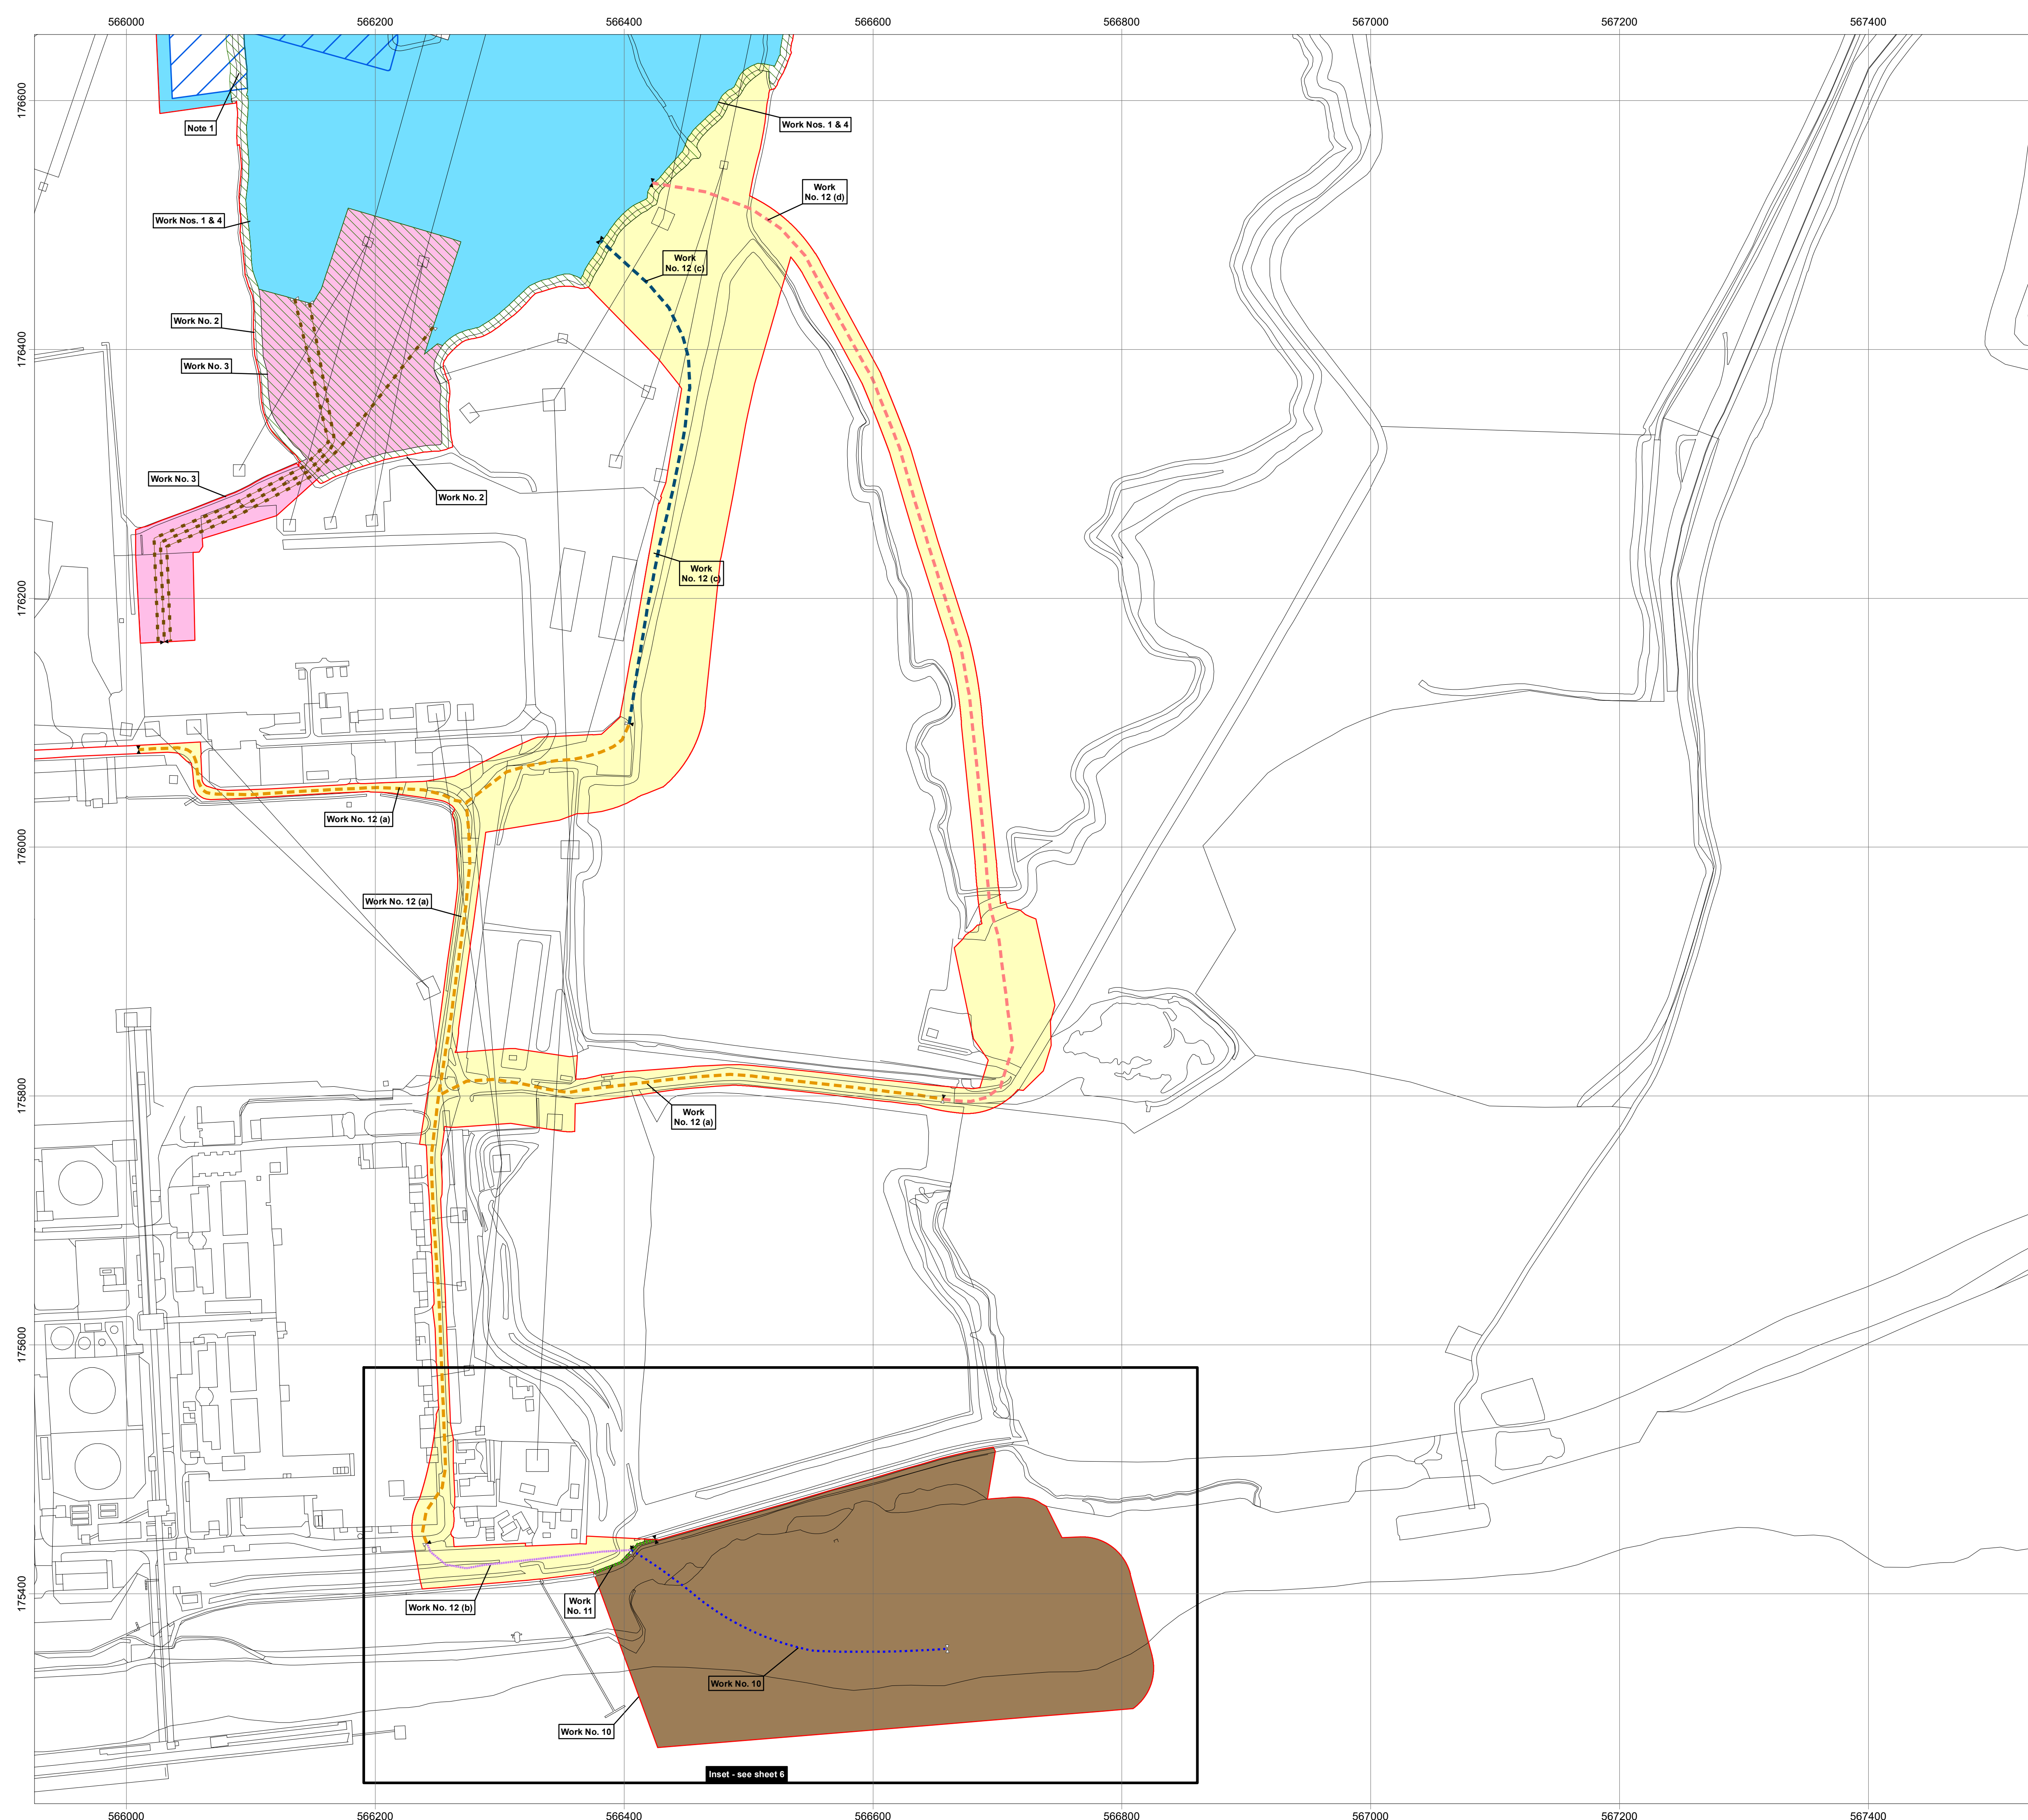 566000 566200 566400 566600 566800 567000 567200 567400
176600
Note 1
Work Nos. 1 & 4
Work
No. 12 (d)
Work Nos. 1 & 4
Work
No. 12 (c)
Work No. 2
176400
Work No. 3
Work No. 3
Work No. 2
Work
No. 12 (c)
176200
176000
Work No. 12 (a)
Work No. 12 (a)
175800
Work
No. 12 (a)
175600
175400
Work No. 12 (b)
Work
No. 11
Work No. 10
Work No. 10
Inset - see sheet 6
566000 566200 566400 566600 566800 567000 567200 567400